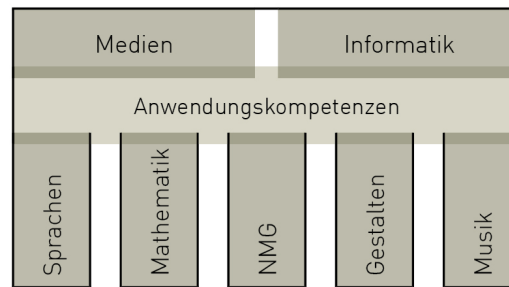 Medien
Informatik
Anwendungskompetenzen
Sprachen
Mathematik
NMG
Gestalten
Musik